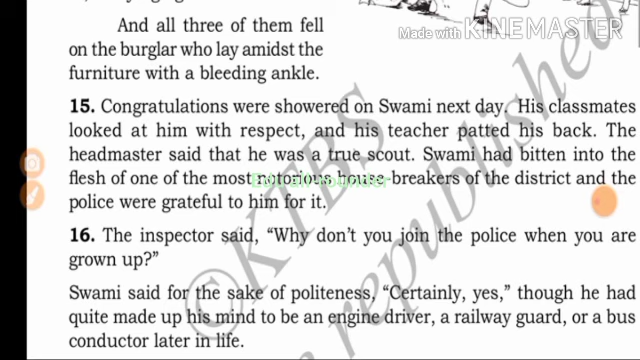 And all three of them fell
Made with KINEMASTER
on the burglar who lay amidst the
furniture with a bleeding ankle.
15. Congratulations were showered on Swami next day. His classmates
looked at him with respect, and his teacher patted his back. The
headmaster said that he was a true scout. Swami had bitten into the
flesh of one of the most notorious house-breakers of the district and the
police were grateful to him for it.
16. The inspector said, “Why don’t you join the police when you are
grown up?”
Swami said for the sake of politeness, “Certainly, yes,” though he had
quite made up his mind to be an engine driver, a railway guard, or a bus
conductor later in life.
©KTBS
republished